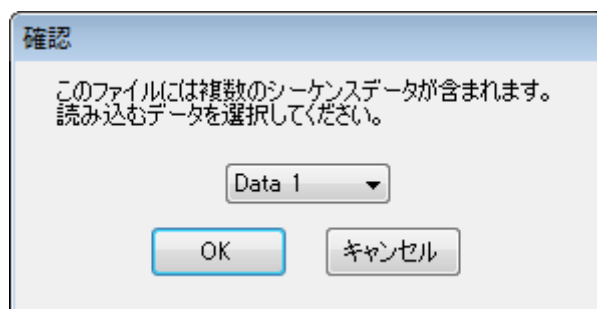 確認
このファイルには複数のシーケンスデータが含まれます。
読み込むデータを選択してください。
Data 1
OK
キャンセル